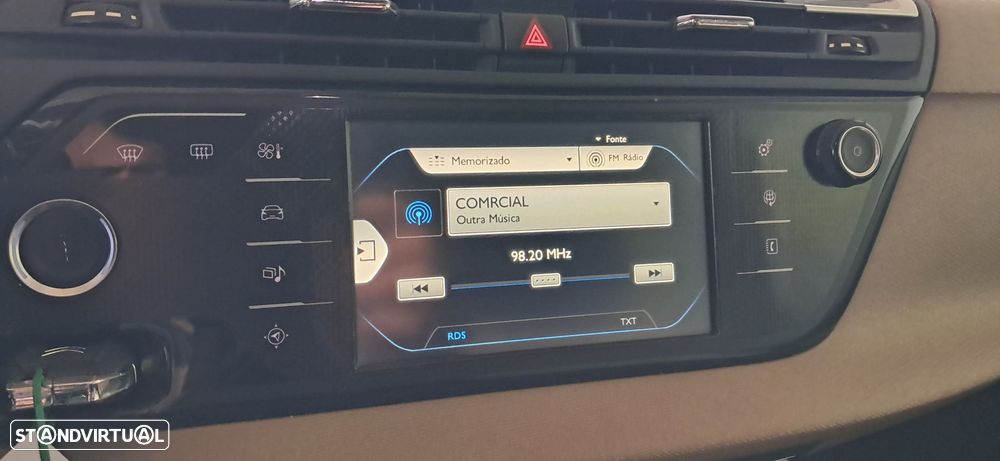 Fonte
Memorizado
FM Rádio
COMRCIAL
Outra Música
98.20 MHz
RDS
TXT
STANDVIRTUAL